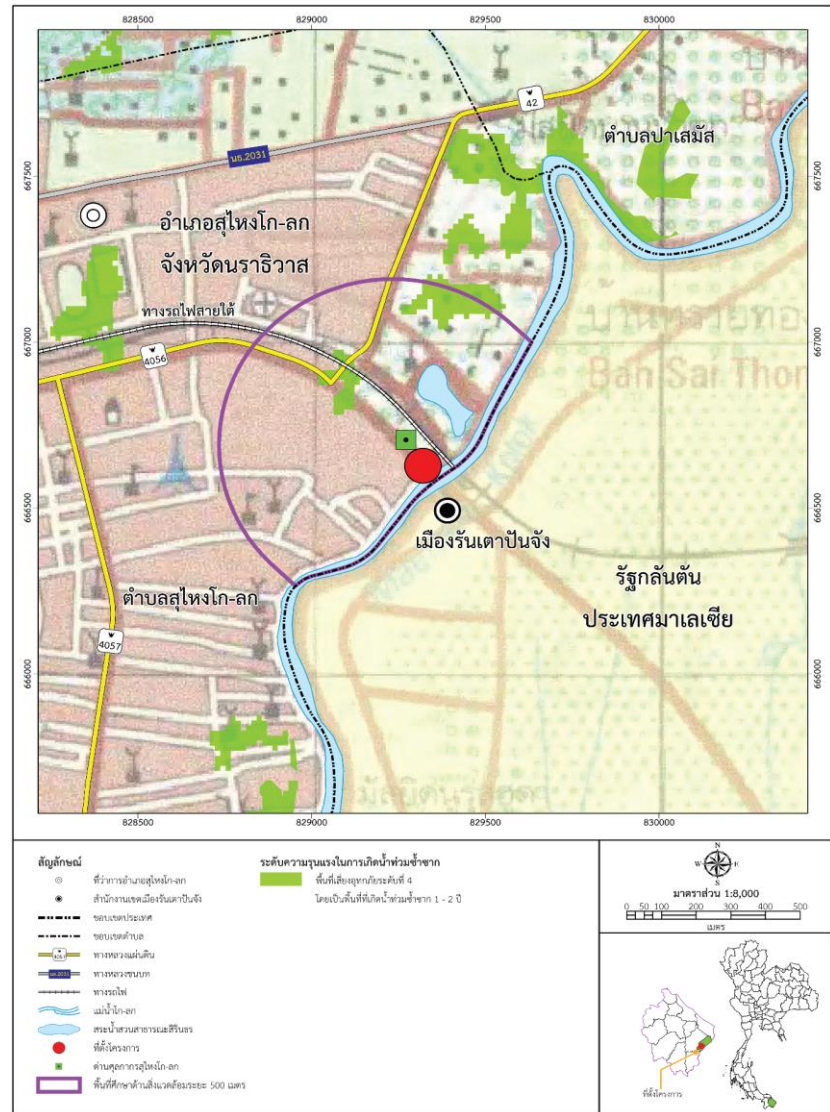 828500 829000 829500 830000
42
ตำบลปาเสมัส
นธ.2031
667500 667500
อำเภอสุไหงโก-ลก
จังหวัดนราธิวาส
ทางรถไฟสายใต้
667000 667000
4056
บ้านทรายทอง
Ban Sai Thon
666500 666500
เมืองรันเตาปันจัง
รัฐกลันตัน
ประเทศมาเลเซีย
ตำบลสุไหงโก-ลก
4057
666000 666000
828500 829000 829500 830000
สัญลักษณ์
ที่ว่าการอำเภอสุไหงโก-ลก
สำนักงานเขตเมืองรันเตาปันจัง
ขอบเขตประเทศ
ขอบเขตตำบล
ทางหลวงแผ่นดิน
นธ.2031 ทางหลวงชนบท
ทางรถไฟ
แม่น้ำโก-ลก
สระน้ำสวนสาธารณะสิรินธร
ที่ตั้งโครงการ
ด่านศุลกากรสุไหงโก-ลก
พื้นที่ศึกษาด้านสิ่งแวดล้อมระยะ 500 เมตร
ระดับความรุนแรงในการเกิดน้ำท่วมซ้ำซาก
พื้นที่เสี่ยงอุทกภัยระดับที่ 4
โดยเป็นพื้นที่ที่เกิดน้ำท่วมซ้ำซาก 1 - 2 ปี
N
W E
S
มาตราส่วน 1:8,000
0 50 100 200 300 400 500
เมตร
ที่ตั้งโครงการ